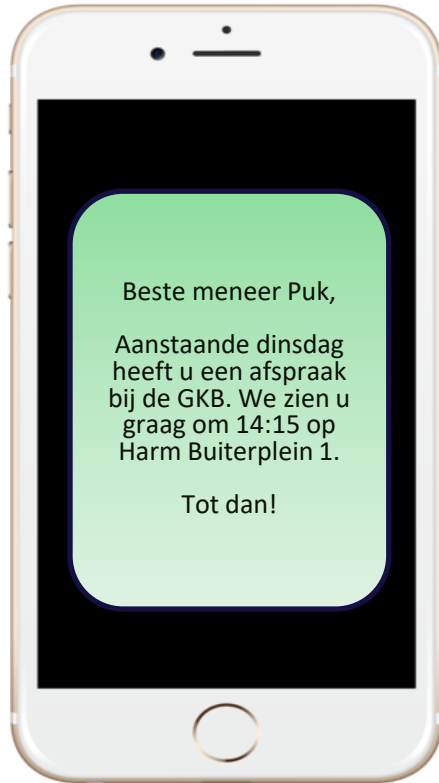 Beste meneer Puk,
Aanstaande dinsdag
heeft u een afspraak
bij de GKB. We zien u
graag om 14:15 op
Harm Buiterplein 1.
Tot dan!